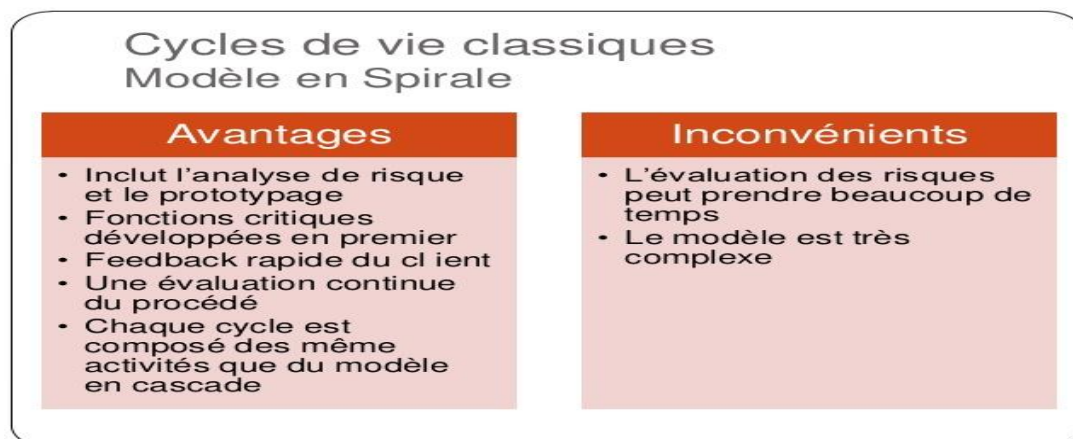 Cycles de vie classiques
Modèle en Spirale
Avantages
• Inclut l'analyse de risque
et le prototypage
• Fonctions critiques
développées en premier
• Feedback rapide du cl ient
• Une évaluation continue
du procédé
• Chaque cycle est
composé des même
activités que du modèle
en cascade
Inconvénients
• L'évaluation des risques
peut prendre beaucoup de
temps
• Le modèle est très
complexe